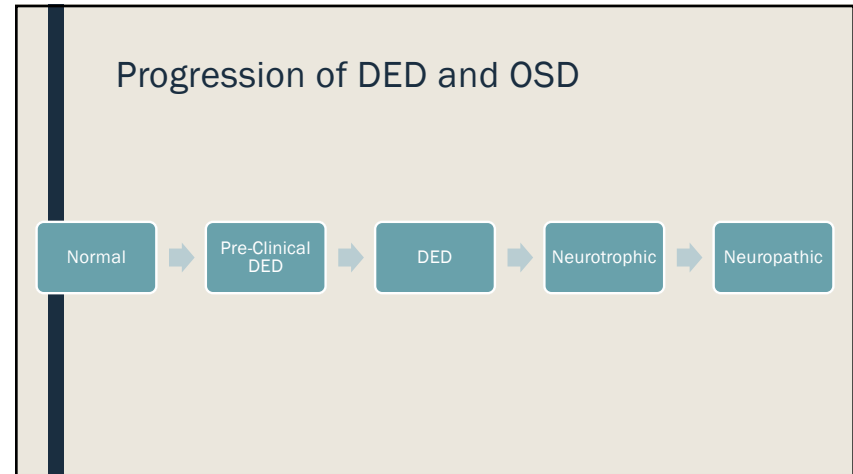 Progression of DED and OSD
Normal
Pre-Clinical
DED
DED
Neurotrophic
Neuropathic